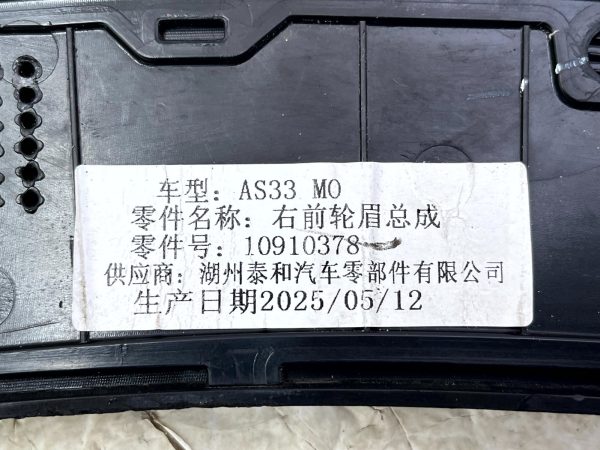 车型：AS33 MO
零件名称：右前轮眉总成
零件号：10910378
供应商：湖州泰和汽车零部件有限公司
生产日期2025/05/12